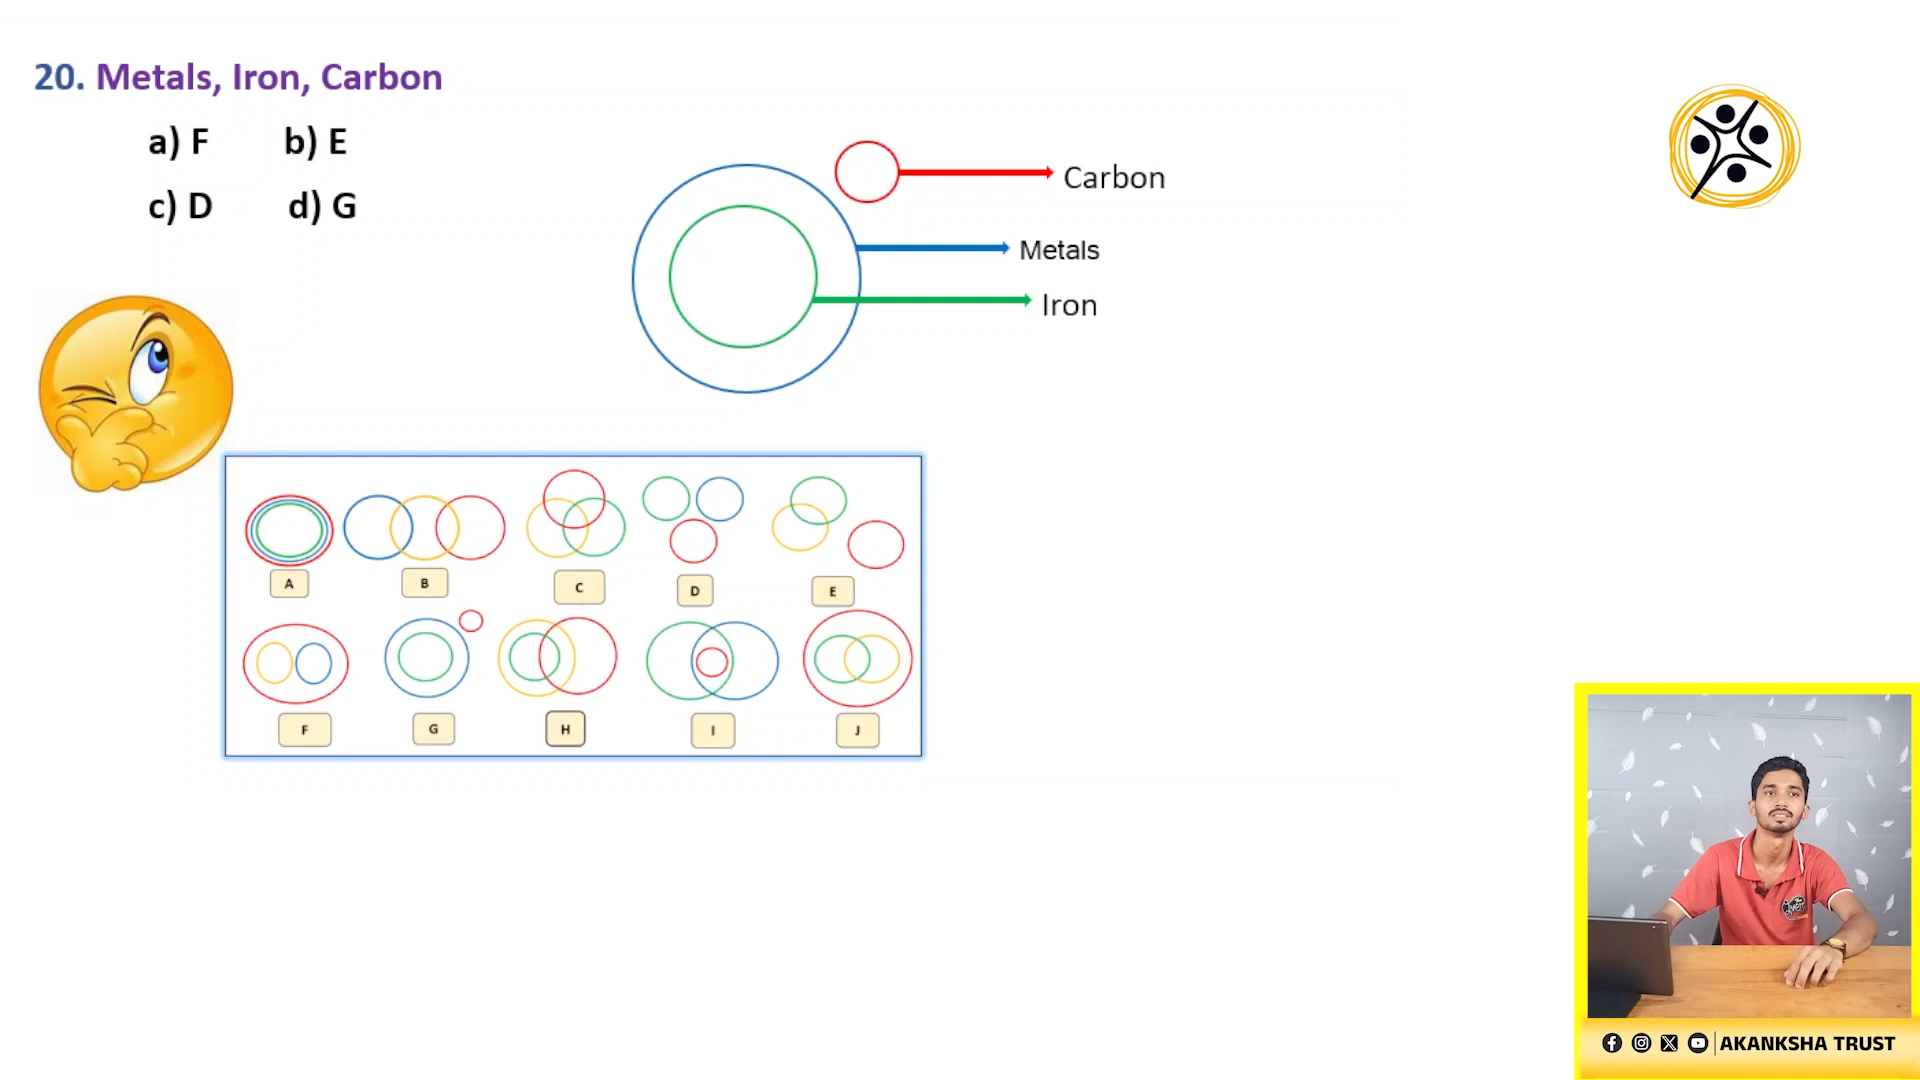 20. Metals, Iron, Carbon
a) F b) E
c) D d) G
Carbon
Metals
Iron
A B C D E
F G H I J
AKANKSHA TRUST